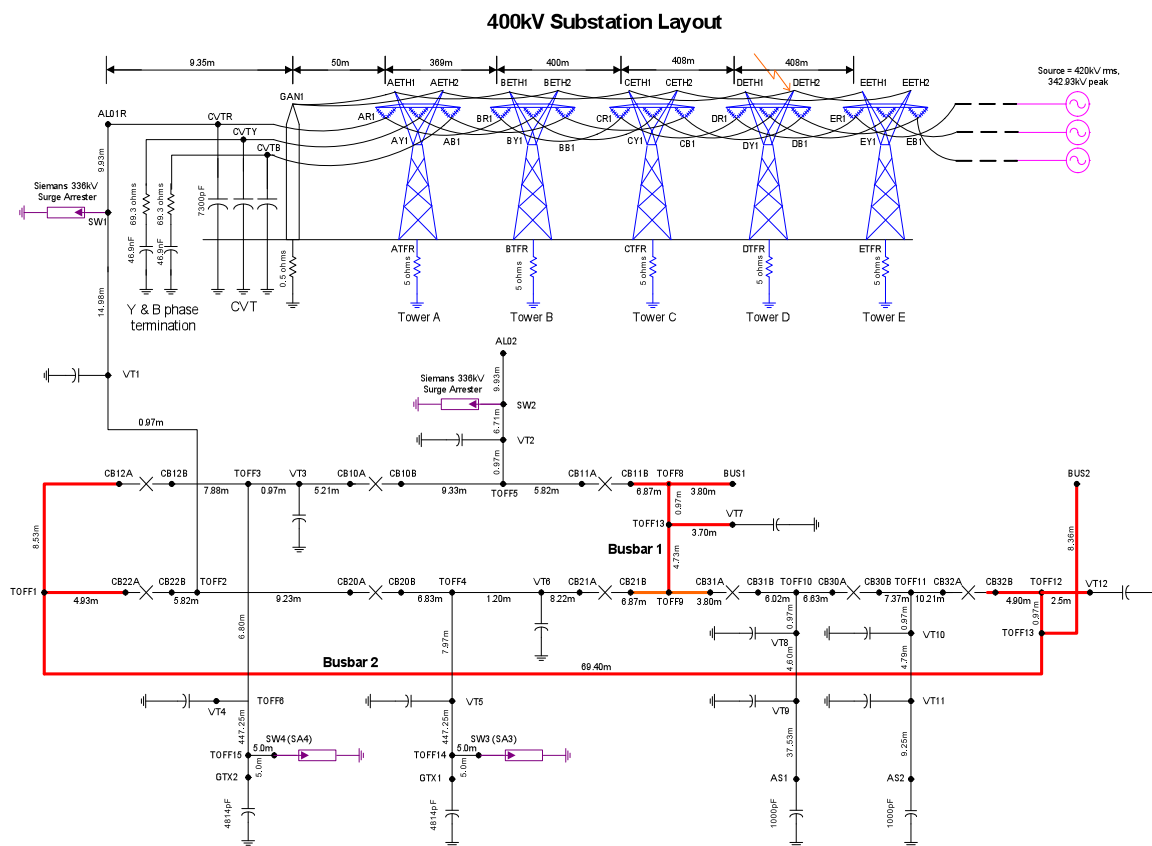 400kV Substation Layout
9.35m
50m
369m
400m
408m
408m
Source = 420kV rms,
342.93kV peak
AETH1
AETH2
BETH1
BETH2
CETH1
CETH2
DETH1
DETH2
EETH1
EETH2
GAN1
AL01R
CVTR
CVTY
CVTB
AR1
BR1
CR1
DR1
ER1
AY1
AB1
BY1
BB1
CY1
CB1
DY1
DB1
EY1
EB1
9.93m
Siemans 336kV
Surge Arrester
SW1
69.3 ohms
69.3 ohms
7300pF
46.9nF
46.9nF
0.5 ohms
ATFR
BTFR
CTFR
DTFR
ETFR
5 ohms
5 ohms
5 ohms
5 ohms
5 ohms
14.98m
Y & B phase
termination
CVT
Tower A
Tower B
Tower C
Tower D
Tower E
AL02
9.93m
Siemans 336kV
Surge Arrester
SW2
6.71m
VT1
VT2
0.97m
0.97m
CB12A
CB12B
TOFF3
VT3
CB10A
CB10B
TOFF5
CB11A
CB11B
TOFF8
BUS1
BUS2
7.88m
0.97m
5.21m
9.33m
5.82m
6.87m
3.80m
0.97m
TOFF13
VT7
3.70m
8.53m
Busbar 1
4.73m
8.36m
TOFF1
CB22A
CB22B
TOFF2
CB20A
CB20B
TOFF4
VT6
CB21A
CB21B
TOFF9
CB31A
CB31B
TOFF10
CB30A
CB30B
TOFF11
CB32A
CB32B
TOFF12
VT12
4.93m
5.82m
9.23m
6.83m
1.20m
8.22m
6.87m
3.80m
6.02m
6.63m
7.37m
10.21m
4.90m
2.5m
0.97m
0.97m
0.97m
TOFF13
6.80m
7.97m
VT8
VT10
4.60m
4.79m
Busbar 2
69.40m
VT4
TOFF6
VT5
VT9
VT11
447.25m
447.25m
37.53m
9.25m
SW4 (SA4)
SW3 (SA3)
TOFF15
5.0m
5.0m
TOFF14
5.0m
5.0m
GTX2
GTX1
AS1
AS2
4814pF
4814pF
1000pF
1000pF